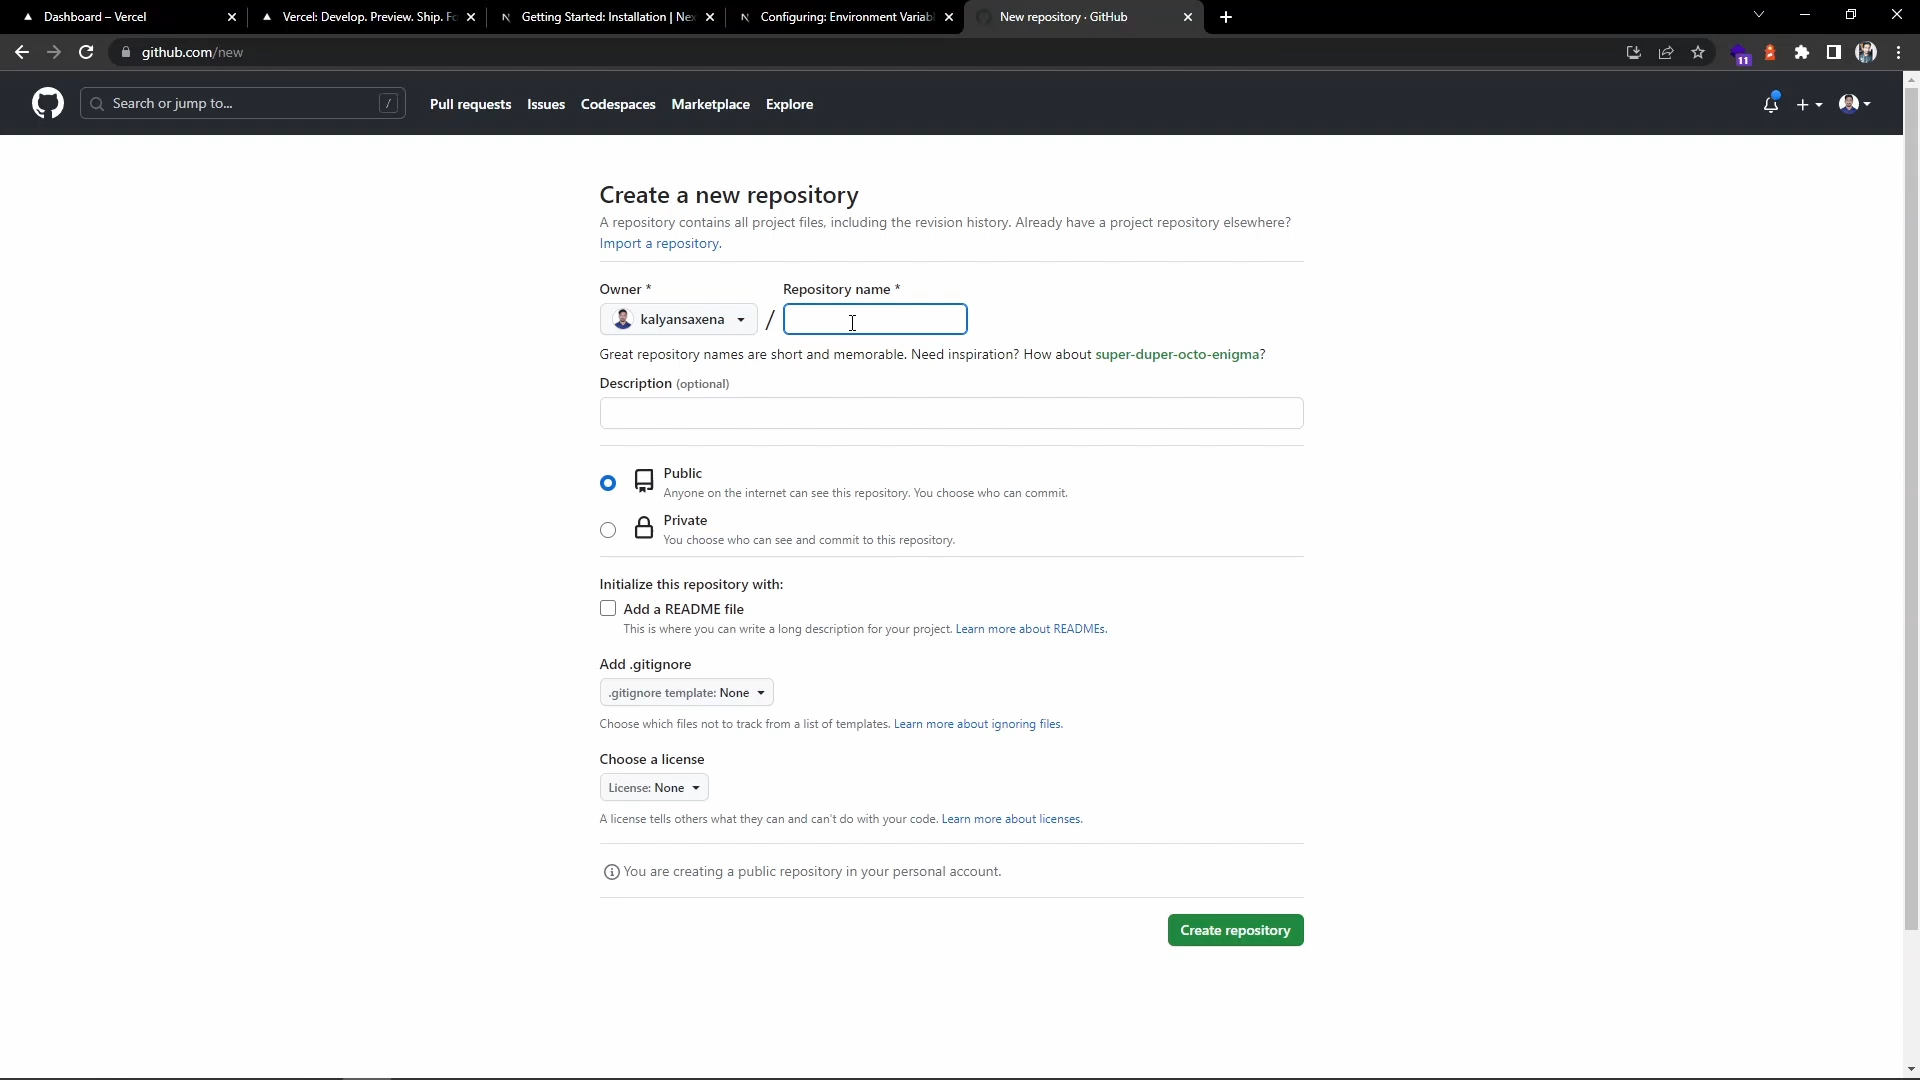 Dashboard – Vercel
Vercel: Develop. Preview. Ship. Fo
Getting Started: Installation | Nex
Configuring: Environment Variabl
New repository · GitHub
github.com/new
11
Search or jump to...
/
Pull requests
Issues
Codespaces
Marketplace
Explore
Create a new repository
A repository contains all project files, including the revision history. Already have a project repository elsewhere?
Import a repository.
Owner *
Repository name *
kalyansaxena
/
Great repository names are short and memorable. Need inspiration? How about super-duper-octo-enigma?
Description (optional)
Public
Anyone on the internet can see this repository. You choose who can commit.
Private
You choose who can see and commit to this repository.
Initialize this repository with:
Add a README file
This is where you can write a long description for your project. Learn more about READMEs.
Add .gitignore
.gitignore template: None
Choose which files not to track from a list of templates. Learn more about ignoring files.
Choose a license
License: None
A license tells others what they can and can't do with your code. Learn more about licenses.
You are creating a public repository in your personal account.
Create repository